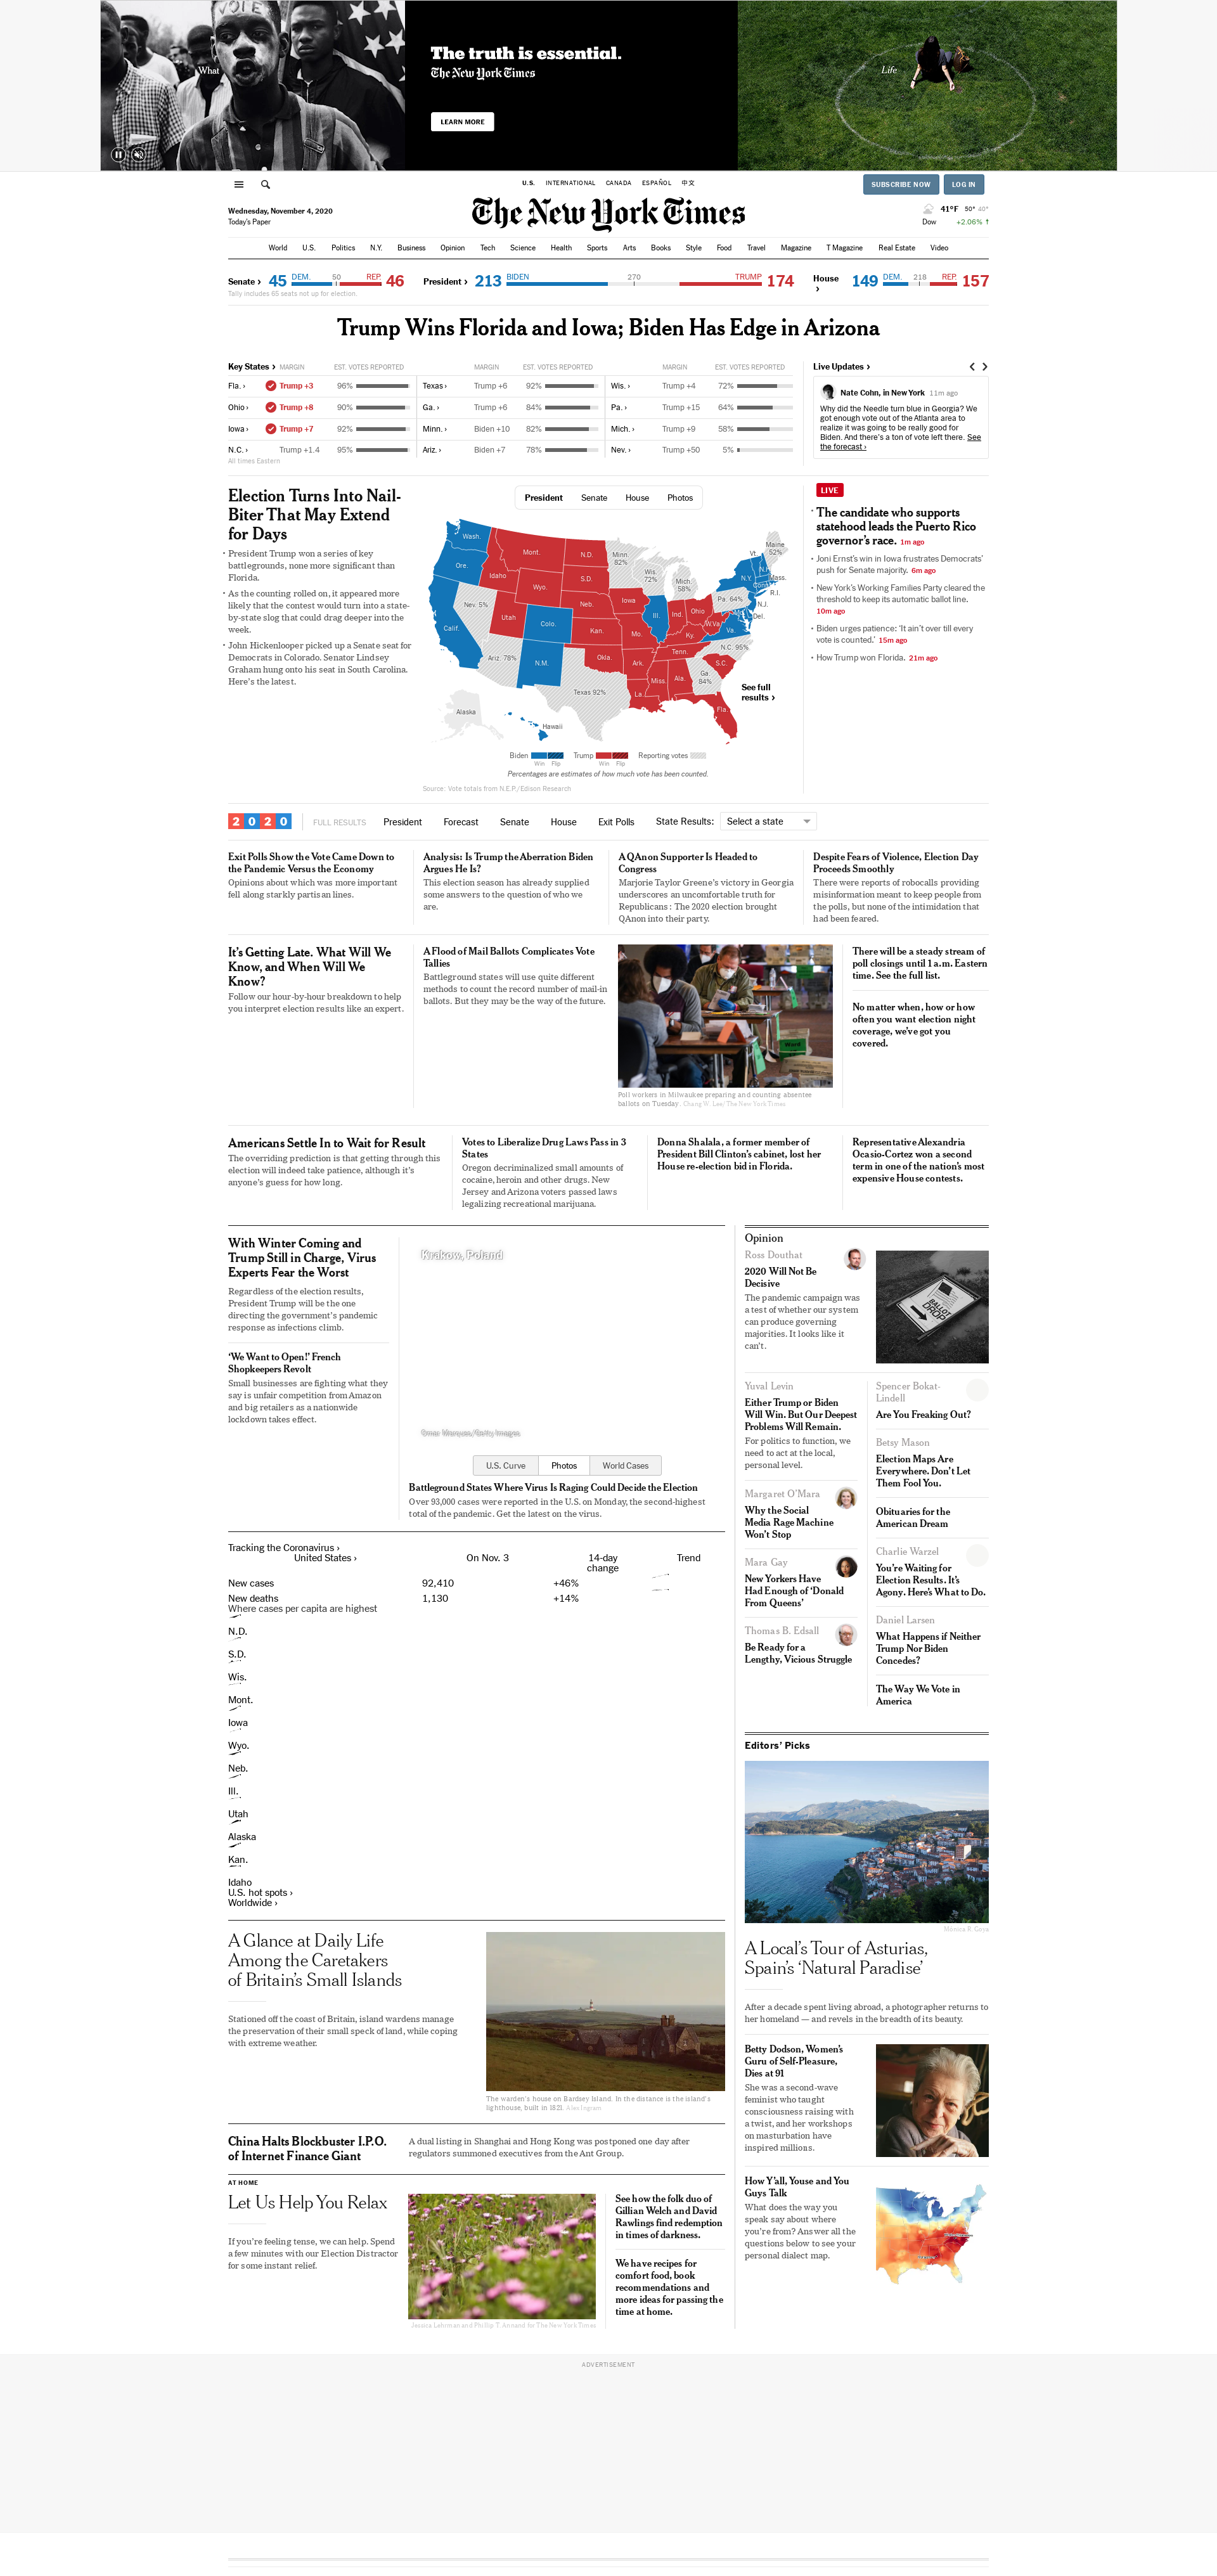 What
The truth is essential.
The New York Times
LEARN MORE
Life
U.S. INTERNATIONAL CANADA ESPAÑOL 中文
SUBSCRIBE NOW LOG IN
Wednesday, November 4, 2020
Today's Paper
The New York Times
41°F 50° 40°
Dow +2.06% ↑
World U.S. Politics N.Y. Business Opinion Tech Science Health Sports Arts Books Style Food Travel Magazine T Magazine Real Estate Video
Senate › 45 DEM. 50 REP. 46
Tally includes 65 seats not up for election.
President › 213 BIDEN 270 TRUMP 174
House › 149 DEM. 218 REP. 157
Trump Wins Florida and Iowa; Biden Has Edge in Arizona
Key States › MARGIN EST. VOTES REPORTED MARGIN EST. VOTES REPORTED MARGIN EST. VOTES REPORTED
Fla. › Trump +3 96% Texas › Trump +6 92% Wis. › Trump +4 72%
Ohio › Trump +8 90% Ga. › Trump +6 84% Pa. › Trump +15 64%
Iowa › Trump +7 92% Minn. › Biden +10 82% Mich. › Trump +9 58%
N.C. › Trump +1.4 95% Ariz. › Biden +7 78% Nev. › Trump +50 5%
All times Eastern
Live Updates ›
Nate Cohn, in New York 11m ago
Why did the Needle turn blue in Georgia? We
got enough vote out of the Atlanta area to
realize it was going to be really good for
Biden. And there's a ton of vote left there. See
the forecast ›
Election Turns Into Nail-
Biter That May Extend
for Days
President Trump won a series of key
battlegrounds, none more significant than
Florida.
As the counting rolled on, it appeared more
likely that the contest would turn into a state-
by-state slog that could drag deeper into the
week.
John Hickenlooper picked up a Senate seat for
Democrats in Colorado. Senator Lindsey
Graham hung onto his seat in South Carolina.
Here's the latest.
President Senate House Photos
Wash.
Ore.
Idaho
Mont.
N.D.
S.D.
Wyo.
Neb.
Minn.
82%
Wis.
72%
Mich.
58%
Iowa
Nev. 5%
Utah
Colo.
Kan.
Mo.
Ill.
Ind.
Ohio
Pa. 64%
N.Y.
Vt.
N.H.
Maine
52%
Mass.
Conn.
R.I.
N.J.
Del.
W.Va.
Va.
Ky.
Tenn.
N.C. 95%
S.C.
Ga.
84%
Ala.
Miss.
La.
Ark.
Okla.
Texas 92%
N.M.
Ariz. 78%
Calif.
Fla.
Alaska
Hawaii
See full
results ›
Biden Trump Reporting votes
Win Flip Win Flip
Percentages are estimates of how much vote has been counted.
Source: Vote totals from N.E.P./Edison Research
LIVE
The candidate who supports
statehood leads the Puerto Rico
governor's race. 1m ago
Joni Ernst's win in Iowa frustrates Democrats'
push for Senate majority. 6m ago
New York's Working Families Party cleared the
threshold to keep its automatic ballot line.
10m ago
Biden urges patience: 'It ain't over till every
vote is counted.' 15m ago
How Trump won Florida. 21m ago
2020 FULL RESULTS President Forecast Senate House Exit Polls State Results: Select a state
Exit Polls Show the Vote Came Down to
the Pandemic Versus the Economy
Opinions about which was more important
fell along starkly partisan lines.
Analysis: Is Trump the Aberration Biden
Argues He Is?
This election season has already supplied
some answers to the question of who we
are.
A QAnon Supporter Is Headed to
Congress
Marjorie Taylor Greene's victory in Georgia
underscores an uncomfortable truth for
Republicans: The 2020 election brought
QAnon into their party.
Despite Fears of Violence, Election Day
Proceeds Smoothly
There were reports of robocalls providing
misinformation meant to keep people from
the polls, but none of the intimidation that
had been feared.
It's Getting Late. What Will We
Know, and When Will We
Know?
Follow our hour-by-hour breakdown to help
you interpret election results like an expert.
A Flood of Mail Ballots Complicates Vote
Tallies
Battleground states will use quite different
methods to count the record number of mail-in
ballots. But they may be the way of the future.
Poll workers in Milwaukee preparing and counting absentee
ballots on Tuesday. Chang W. Lee/The New York Times
There will be a steady stream of
poll closings until 1 a.m. Eastern
time. See the full list.
No matter when, how or how
often you want election night
coverage, we've got you
covered.
Americans Settle In to Wait for Result
The overriding prediction is that getting through this
election will indeed take patience, although it's
anyone's guess for how long.
Votes to Liberalize Drug Laws Pass in 3
States
Oregon decriminalized small amounts of
cocaine, heroin and other drugs. New
Jersey and Arizona voters passed laws
legalizing recreational marijuana.
Donna Shalala, a former member of
President Bill Clinton's cabinet, lost her
House re-election bid in Florida.
Representative Alexandria
Ocasio-Cortez won a second
term in one of the nation's most
expensive House contests.
With Winter Coming and
Trump Still in Charge, Virus
Experts Fear the Worst
Regardless of the election results,
President Trump will be the one
directing the government's pandemic
response as infections climb.
'We Want to Open!' French
Shopkeepers Revolt
Small businesses are fighting what they
say is unfair competition from Amazon
and big retailers as a nationwide
lockdown takes effect.
Krakow, Poland
Omar Marques/Getty Images
U.S. Curve Photos World Cases
Battleground States Where Virus Is Raging Could Decide the Election
Over 93,000 cases were reported in the U.S. on Monday, the second-highest
total of the pandemic. Get the latest on the virus.
Tracking the Coronavirus ›
United States › On Nov. 3 14-day
change Trend
New cases 92,410 +46%
New deaths 1,130 +14%
Where cases per capita are highest
N.D.
S.D.
Wis.
Mont.
Iowa
Wyo.
Neb.
Ill.
Utah
Alaska
Kan.
Idaho
U.S. hot spots ›
Worldwide ›
A Glance at Daily Life
Among the Caretakers
of Britain's Small Islands
Stationed off the coast of Britain, island wardens manage
the preservation of their small speck of land, while coping
with extreme weather.
The warden's house on Bardsey Island. In the distance is the island's
lighthouse, built in 1821. Alex Ingram
China Halts Blockbuster I.P.O.
of Internet Finance Giant
A dual listing in Shanghai and Hong Kong was postponed one day after
regulators summoned executives from the Ant Group.
AT HOME
Let Us Help You Relax
If you're feeling tense, we can help. Spend
a few minutes with our Election Distractor
for some instant relief.
Jessica Lehrman and Phillip T. Annand for The New York Times
See how the folk duo of
Gillian Welch and David
Rawlings find redemption
in times of darkness.
We have recipes for
comfort food, book
recommendations and
more ideas for passing the
time at home.
Opinion
Ross Douthat
2020 Will Not Be
Decisive
The pandemic campaign was
a test of whether our system
can produce governing
majorities. It looks like it
can't.
BALLOT
DROP
Yuval Levin
Either Trump or Biden
Will Win. But Our Deepest
Problems Will Remain.
For politics to function, we
need to act at the local,
personal level.
Margaret O'Mara
Why the Social
Media Rage Machine
Won't Stop
Mara Gay
New Yorkers Have
Had Enough of 'Donald
From Queens'
Thomas B. Edsall
Be Ready for a
Lengthy, Vicious Struggle
Spencer Bokat-
Lindell
Are You Freaking Out?
Betsy Mason
Election Maps Are
Everywhere. Don't Let
Them Fool You.
Obituaries for the
American Dream
Charlie Warzel
You're Waiting for
Election Results. It's
Agony. Here's What to Do.
Daniel Larsen
What Happens if Neither
Trump Nor Biden
Concedes?
The Way We Vote in
America
Editors' Picks
Mónica R. Goya
A Local's Tour of Asturias,
Spain's 'Natural Paradise'
After a decade spent living abroad, a photographer returns to
her homeland — and revels in the breadth of its beauty.
Betty Dodson, Women's
Guru of Self-Pleasure,
Dies at 91
She was a second-wave
feminist who taught
consciousness raising with
a twist, and her workshops
on masturbation have
inspired millions.
How Y'all, Youse and You
Guys Talk
What does the way you
speak say about where
you're from? Answer all the
questions below to see your
personal dialect map.
ADVERTISEMENT